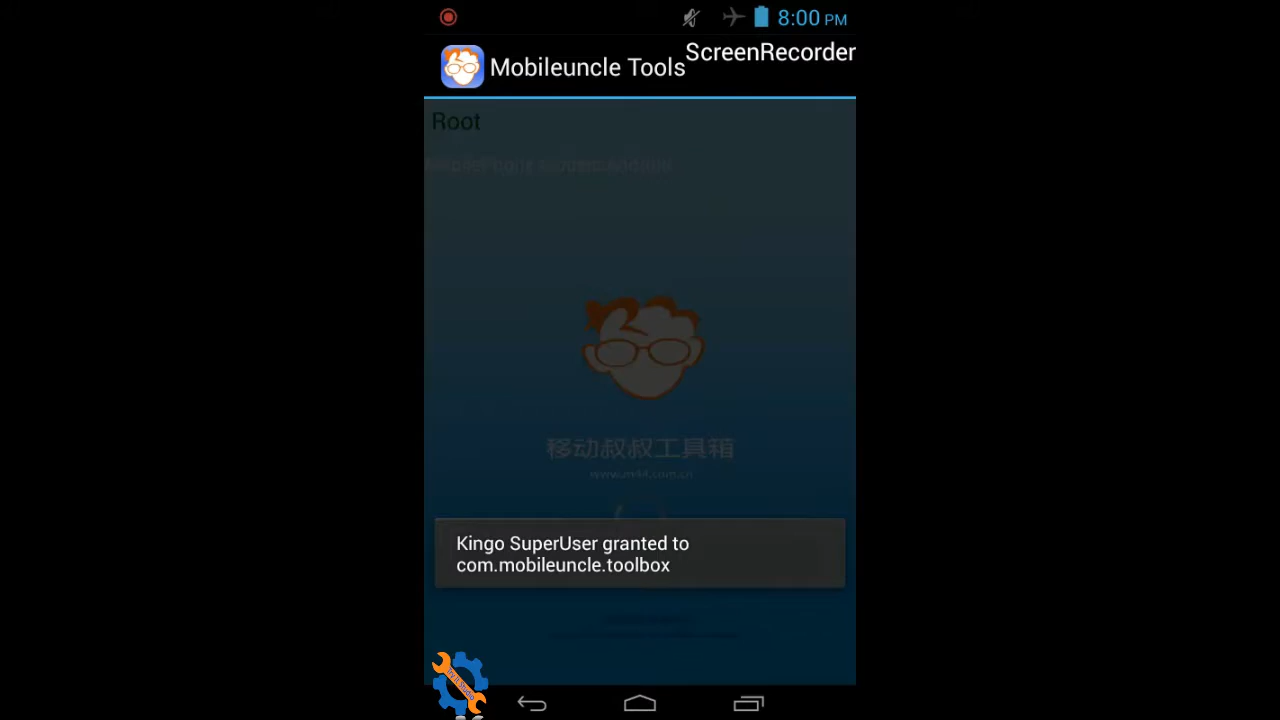 8:00 PM
ScreenRecorder
Mobileuncle Tools
Root
移动叔叔工具箱
Kingo SuperUser granted to
com.mobileuncle.toolbox